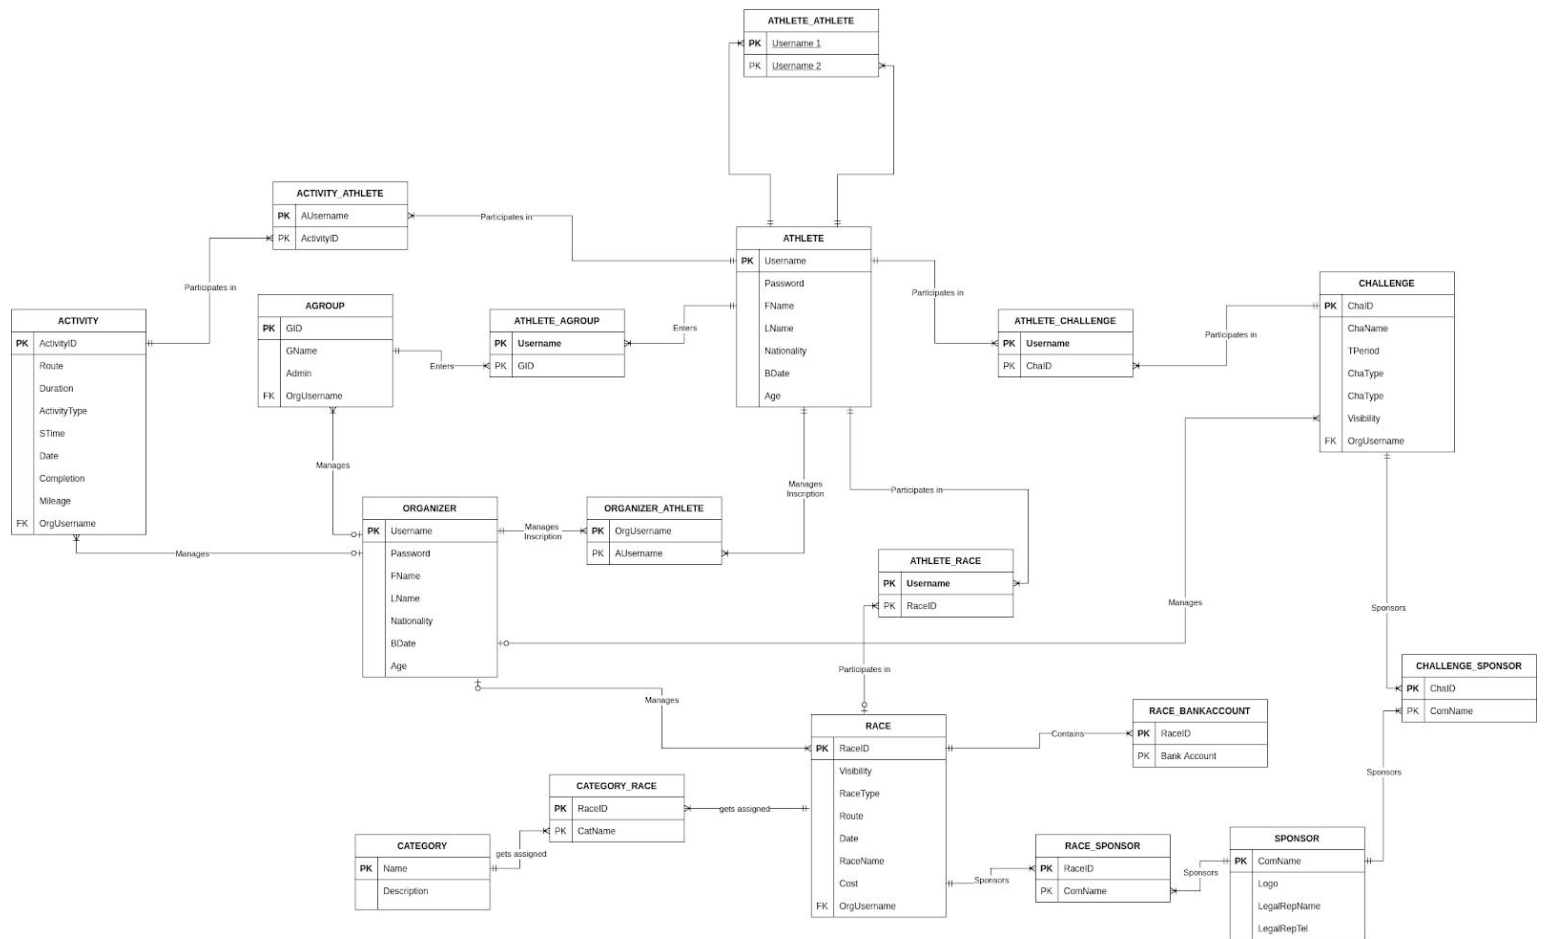 ATHLETE_ATHLETE
PK Username 1
PK Username 2
ACTIVITY_ATHLETE
PK AUsername
PK ActivityID
Participates in
Participates in
ATHLETE
PK Username
Password
FName
LName
Nationality
BDate
Age
ACTIVITY
PK ActivityID
Route
Duration
ActivityType
STime
Date
Completion
Mileage
FK OrgUsername
AGROUP
PK GID
GName
Admin
FK OrgUsername
Enters
ATHLETE_AGROUP
PK Username
PK GID
Enters
Participates in
ATHLETE_CHALLENGE
PK Username
PK ChaID
Participates in
CHALLENGE
PK ChaID
ChaName
TPeriod
ChaType
ChaType
Visibility
FK OrgUsername
Manages
Manages
ORGANIZER
PK Username
Password
FName
LName
Nationality
BDate
Age
Manages
Inscription
ORGANIZER_ATHLETE
PK OrgUsername
PK AUsername
Manages
Inscription
Participates in
ATHLETE_RACE
PK Username
PK RaceID
Participates in
Manages
Manages
Sponsors
CHALLENGE_SPONSOR
PK ChaID
PK ComName
Sponsors
RACE
PK RaceID
Visibility
RaceType
Route
Date
RaceName
Cost
FK OrgUsername
Contains
RACE_BANKACCOUNT
PK RaceID
PK Bank Account
CATEGORY_RACE
PK RaceID
PK CatName
gets assigned
gets assigned
CATEGORY
PK Name
Description
Sponsors
RACE_SPONSOR
PK RaceID
PK ComName
Sponsors
SPONSOR
PK ComName
Logo
LegalRepName
LegalRepTel